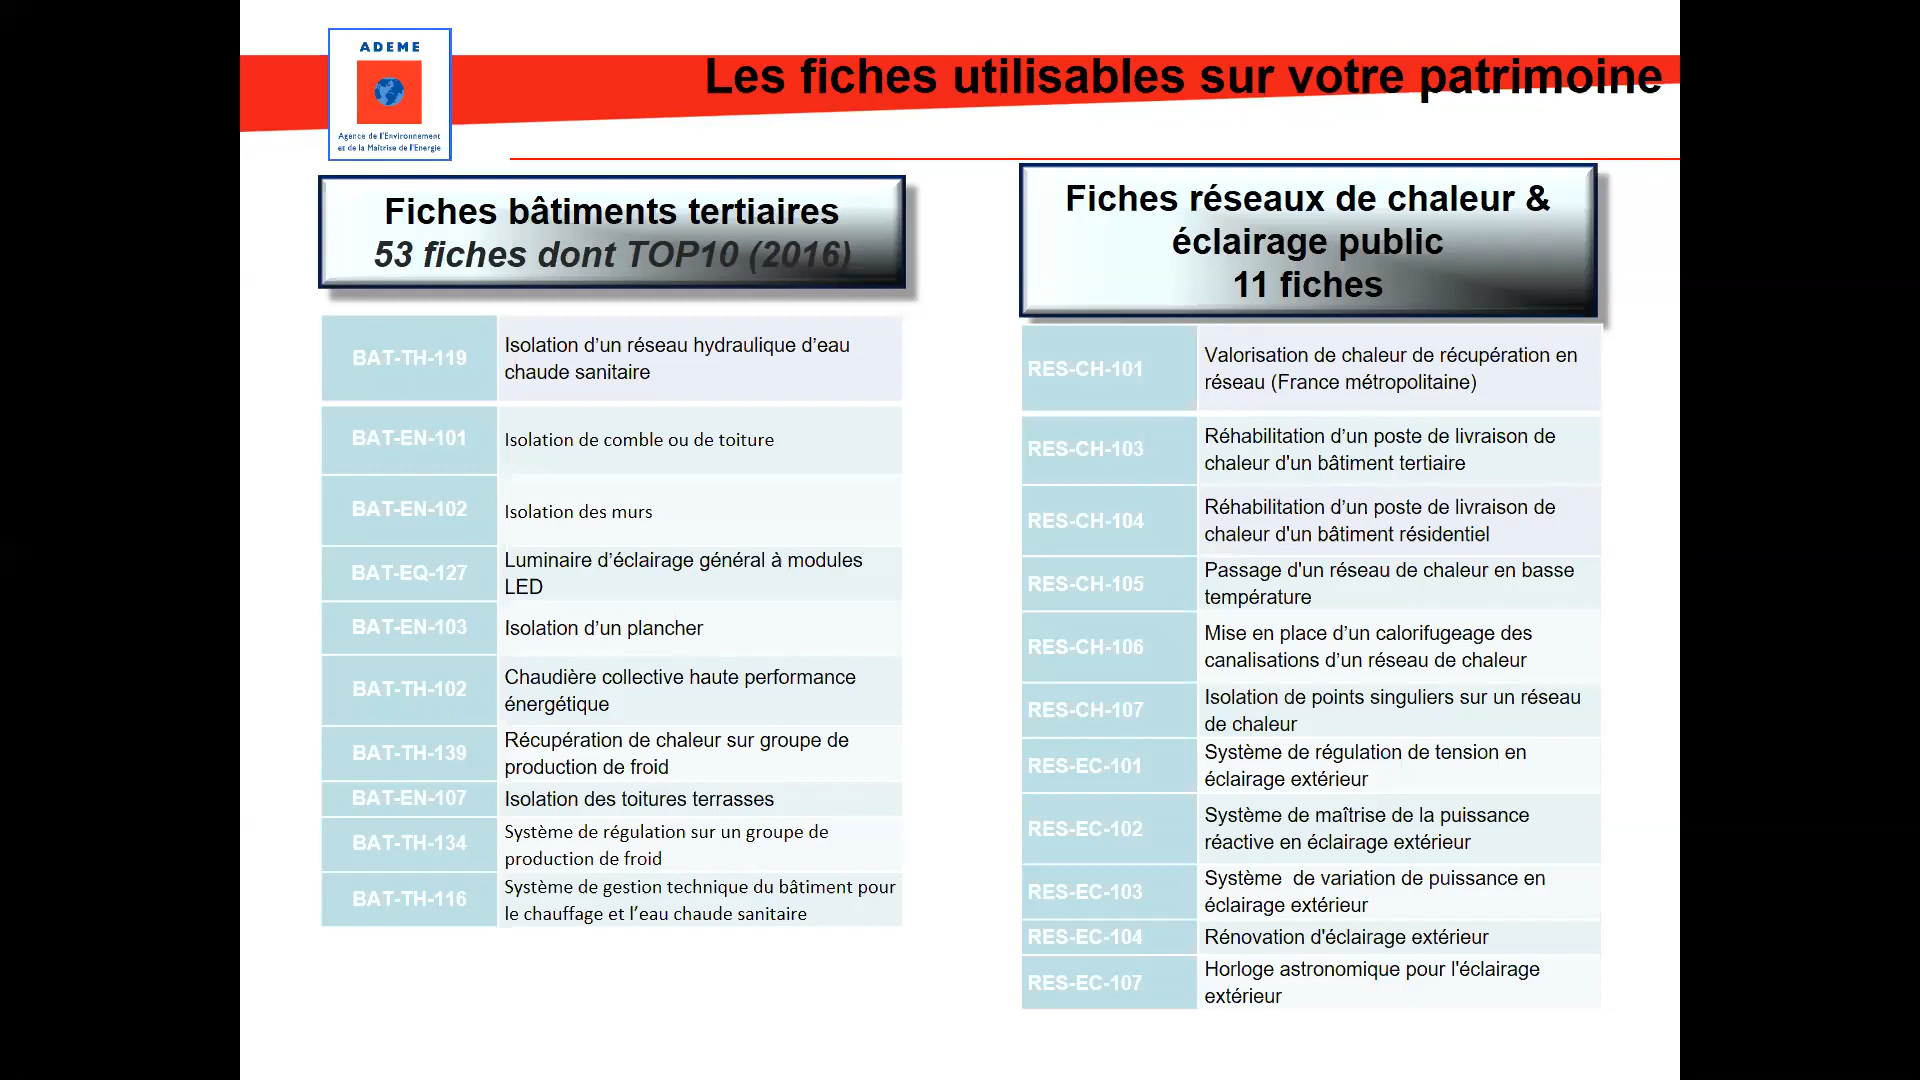 ADEME
Agence de l'Environnement
et de la Maîtrise de l'Energie
Les fiches utilisables sur votre patrimoine
Fiches bâtiments tertiaires
53 fiches dont TOP10 (2016)
BAT-TH-119
Isolation d’un réseau hydraulique d’eau
chaude sanitaire
BAT-EN-101
Isolation de comble ou de toiture
BAT-EN-102
Isolation des murs
BAT-EQ-127
Luminaire d’éclairage général à modules
LED
BAT-EN-103
Isolation d’un plancher
BAT-TH-102
Chaudière collective haute performance
énergétique
BAT-TH-139
Récupération de chaleur sur groupe de
production de froid
BAT-EN-107
Isolation des toitures terrasses
BAT-TH-134
Système de régulation sur un groupe de
production de froid
BAT-TH-116
Système de gestion technique du bâtiment pour
le chauffage et l’eau chaude sanitaire
Fiches réseaux de chaleur &
éclairage public
11 fiches
RES-CH-101
Valorisation de chaleur de récupération en
réseau (France métropolitaine)
RES-CH-103
Réhabilitation d’un poste de livraison de
chaleur d'un bâtiment tertiaire
RES-CH-104
Réhabilitation d’un poste de livraison de
chaleur d'un bâtiment résidentiel
RES-CH-105
Passage d'un réseau de chaleur en basse
température
RES-CH-106
Mise en place d’un calorifugeage des
canalisations d’un réseau de chaleur
RES-CH-107
Isolation de points singuliers sur un réseau
de chaleur
RES-EC-101
Système de régulation de tension en
éclairage extérieur
RES-EC-102
Système de maîtrise de la puissance
réactive en éclairage extérieur
RES-EC-103
Système de variation de puissance en
éclairage extérieur
RES-EC-104
Rénovation d'éclairage extérieur
RES-EC-107
Horloge astronomique pour l'éclairage
extérieur